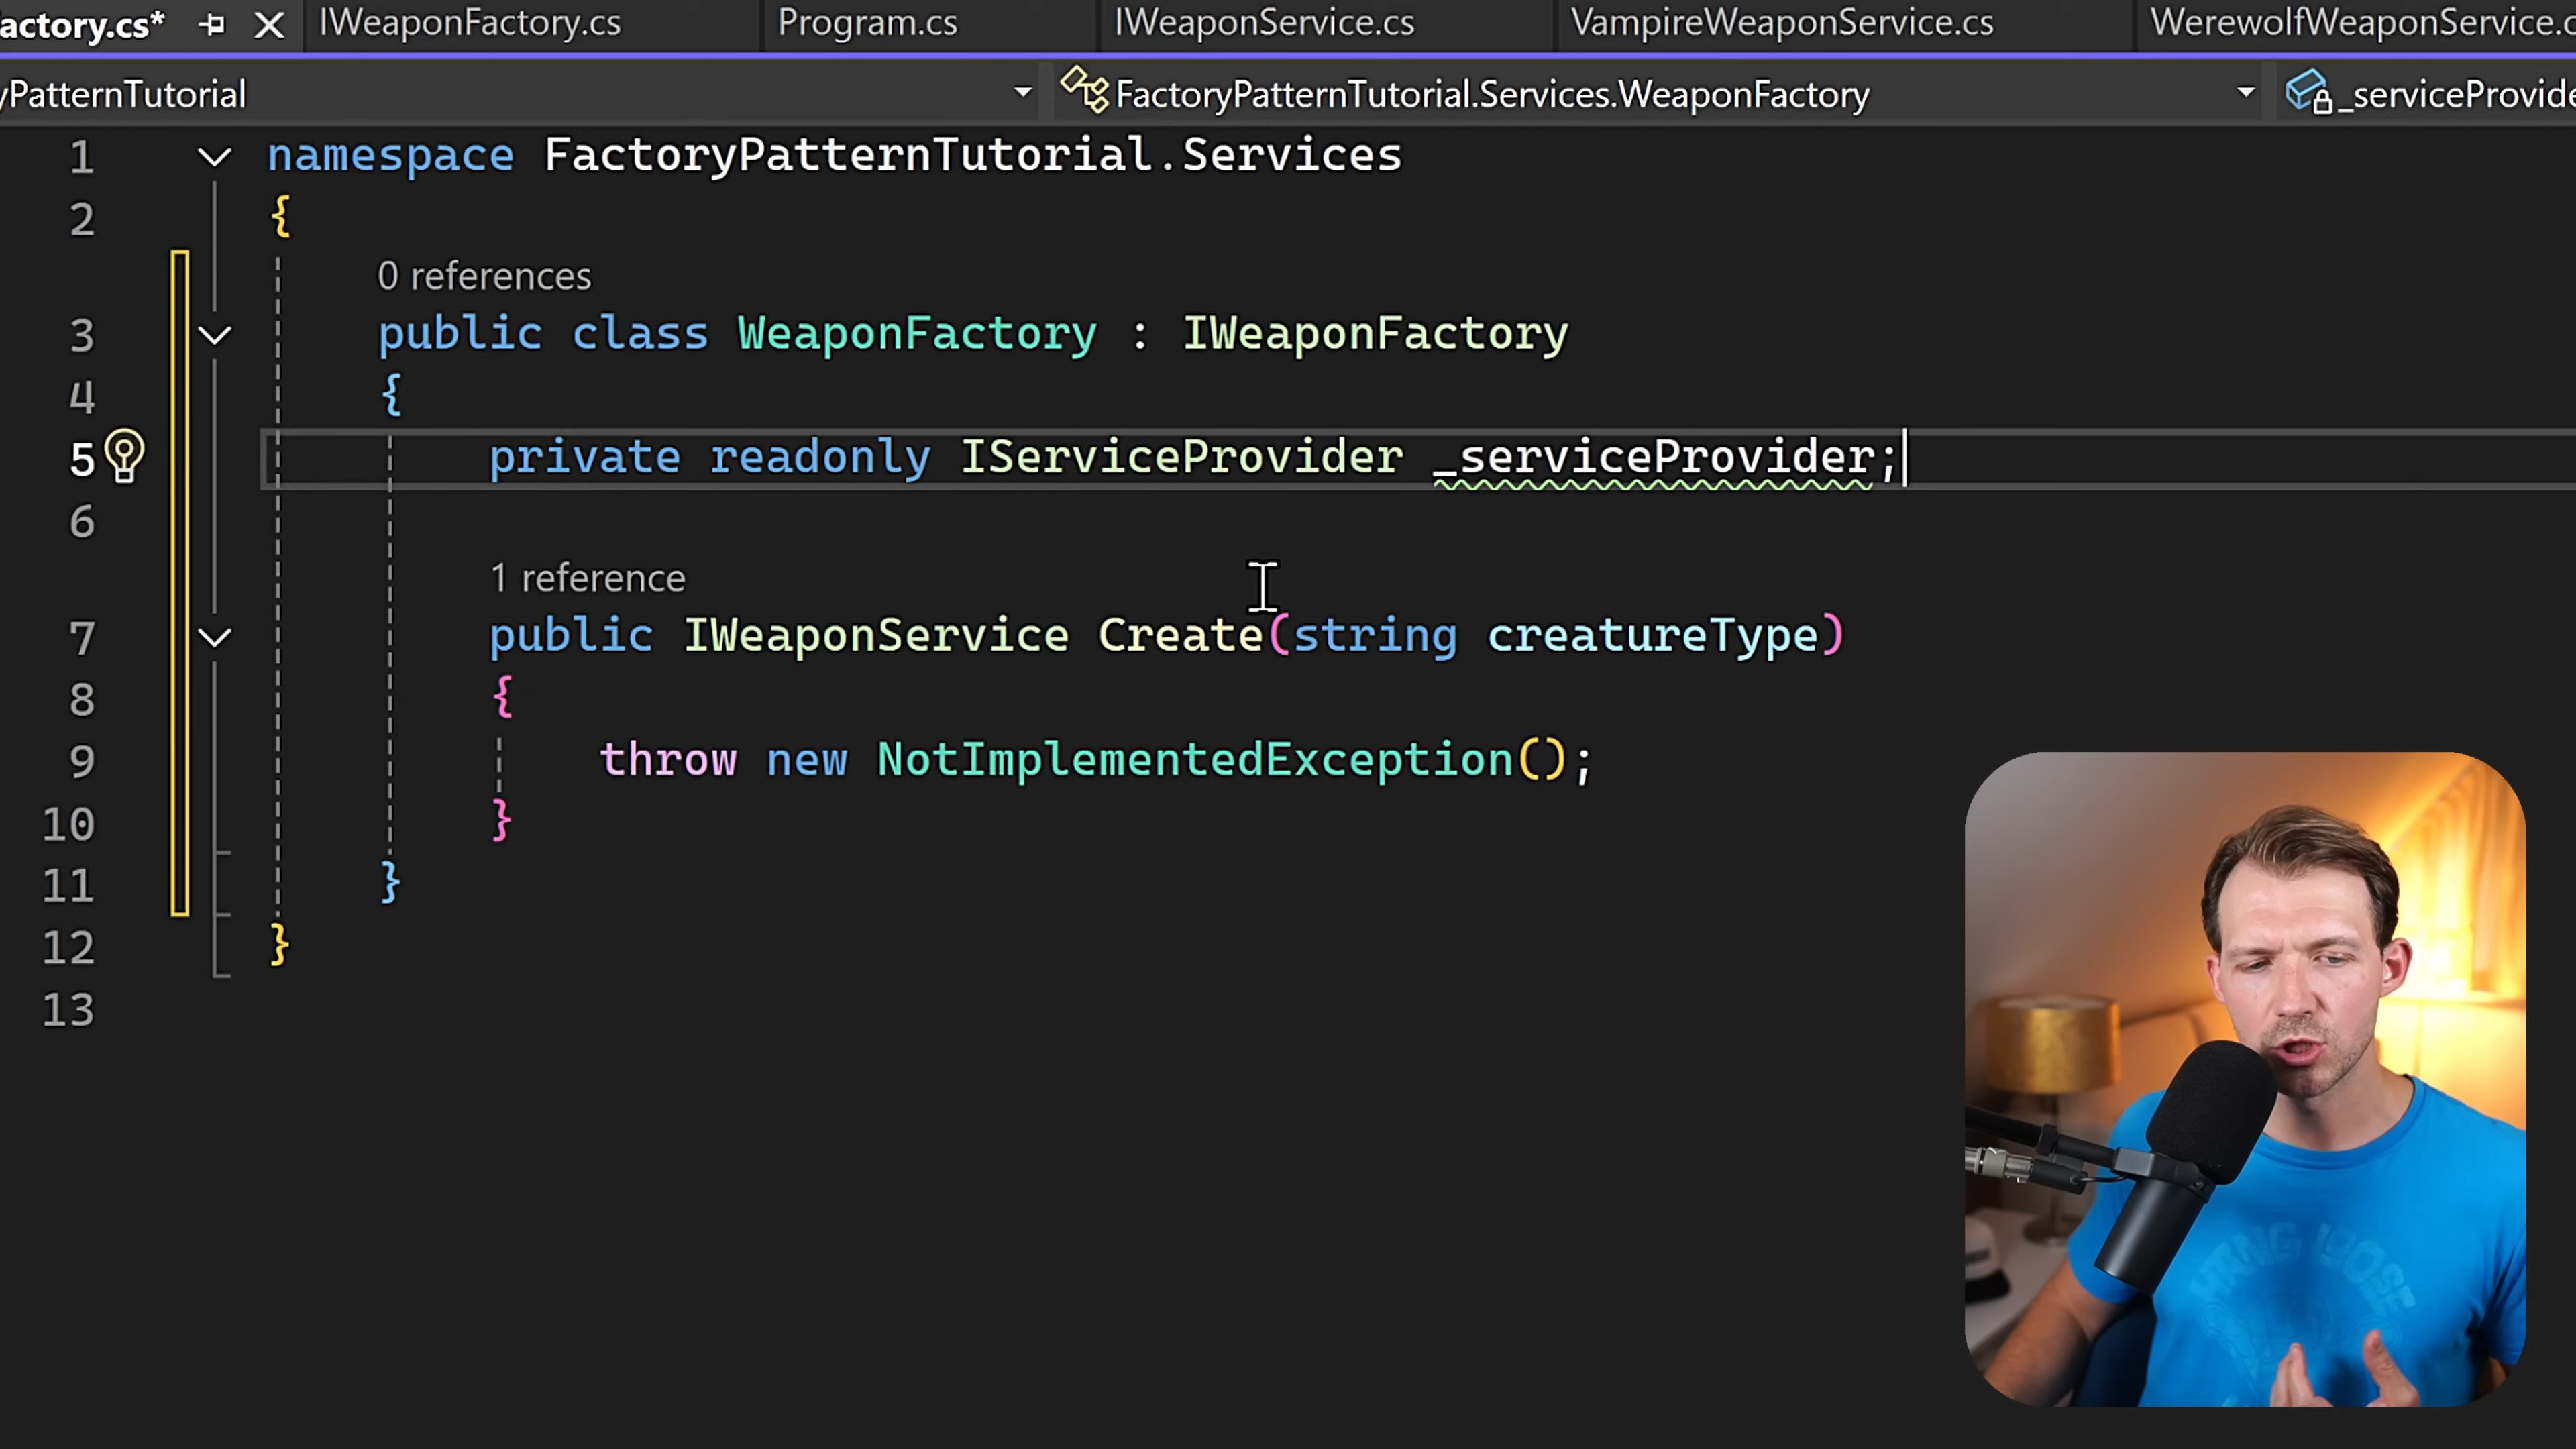 actory.cs* IWeaponFactory.cs Program.cs IWeaponService.cs VampireWeaponService.cs WerewolfWeaponService.c
yPatternTutorial FactoryPatternTutorial.Services.WeaponFactory _serviceProvide
1 namespace FactoryPatternTutorial.Services
2 {
0 references
3 public class WeaponFactory : IWeaponFactory
4 {
5 private readonly IServiceProvider _serviceProvider;
6
1 reference
7 public IWeaponService Create(string creatureType)
8 {
9 throw new NotImplementedException();
10 }
11 }
12 }
13
HANG LOOSE